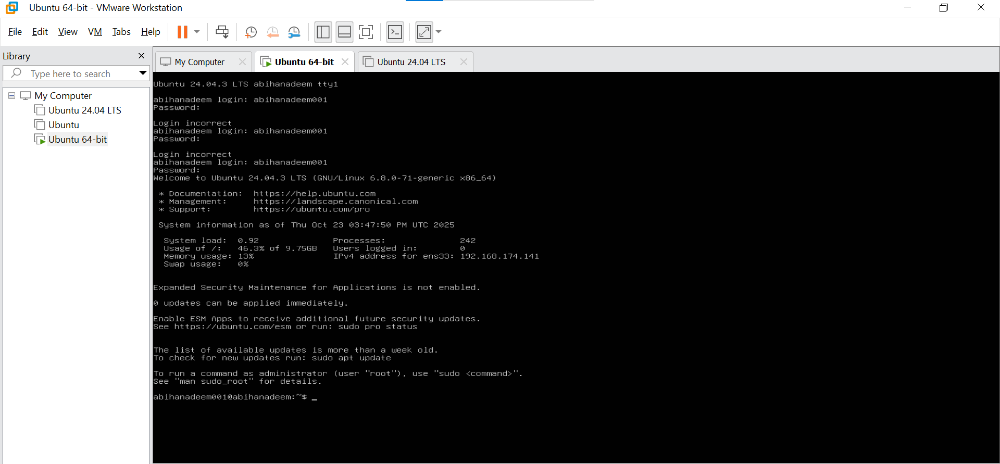 Ubuntu 64-bit - VMware Workstation
File Edit View VM Tabs Help
Library
Type here to search
My Computer
Ubuntu 24.04 LTS
Ubuntu
Ubuntu 64-bit
My Computer Ubuntu 64-bit Ubuntu 24.04 LTS
Ubuntu 24.04.3 LTS abihanadeem tty1
abihanadeem login: abihanadeem001
Password:
Login incorrect
abihanadeem login: abihanadeem001
Password:
Login incorrect
abihanadeem login: abihanadeem001
Password:
Welcome to Ubuntu 24.04.3 LTS (GNU/Linux 6.8.0-71-generic x86_64)
* Documentation: https://help.ubuntu.com
* Management: https://landscape.canonical.com
* Support: https://ubuntu.com/pro
System information as of Thu Oct 23 03:47:50 PM UTC 2025
System load: 0.92 Processes: 242
Usage of /: 46.3% of 9.75GB Users logged in: 0
Memory usage: 13% IPv4 address for ens33: 192.168.174.141
Swap usage: 0%
Expanded Security Maintenance for Applications is not enabled.
0 updates can be applied immediately.
Enable ESM Apps to receive additional future security updates.
See https://ubuntu.com/esm or run: sudo pro status
The list of available updates is more than a week old.
To check for new updates run: sudo apt update
To run a command as administrator (user "root"), use "sudo <command>".
See "man sudo_root" for details.
abihanadeem001@abihanadeem:~$ _